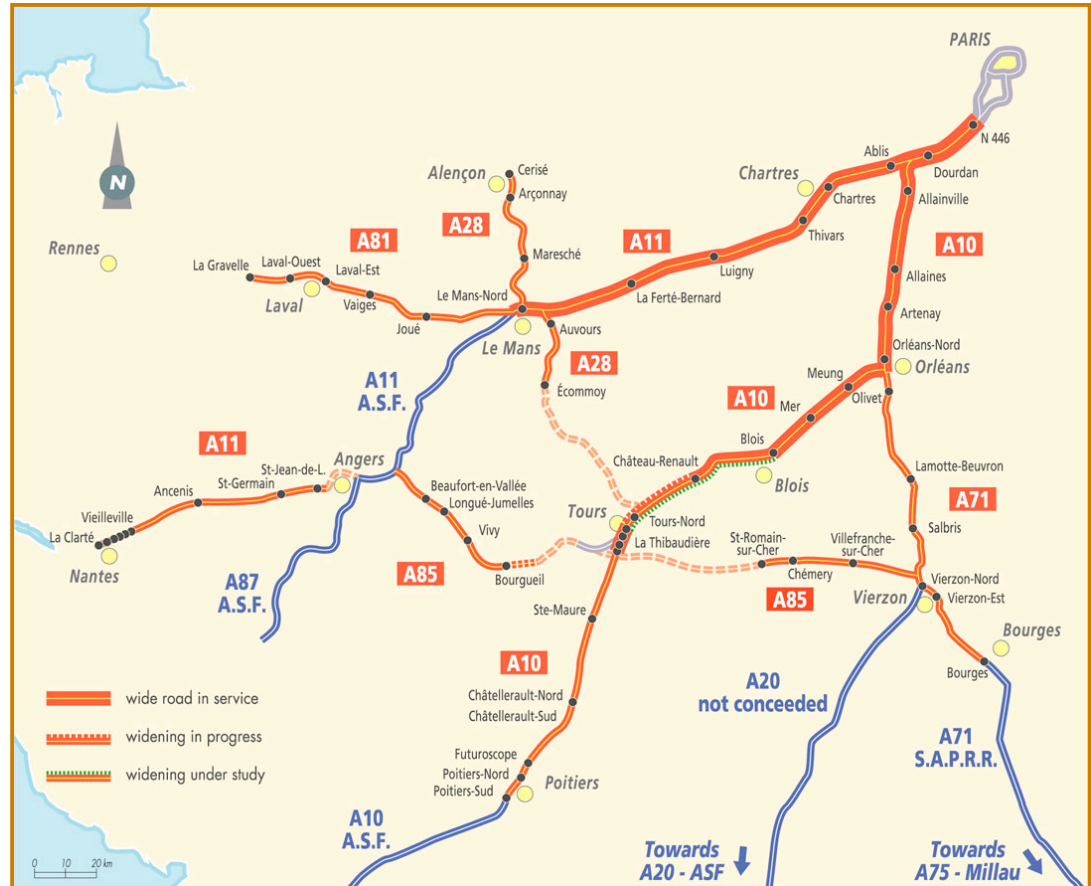 PARIS
N 446
Ablis
Dourdan
Alençon
Cerisé
Arçonnay
Chartres
Chartres
Allainville
N
A28
A81
A11
A10
Thivars
Rennes
Maresché
Luigny
La Gravelle
Laval-Ouest
Laval-Est
Allaines
La Ferté-Bernard
Laval
Vaiges
Le Mans-Nord
Artenay
Joué
Auvours
Le Mans
Orléans-Nord
Orléans
A28
A11
A.S.F.
Écommoy
Meung
Olivet
A10
Mer
A11
Blois
Angers
St-Jean-de-L.
St-Germain
Château-Renault
Lamotte-Beuvron
Blois
Ancenis
Beaufort-en-Vallée
Longué-Jumelles
A71
Vieilleville
Tours
Tours-Nord
Salbris
La Clarté
Vivy
La Thibaudière
St-Romain-
sur-Cher
Villefranche-
sur-Cher
Nantes
A85
Bourgueil
Chémery
A87
A.S.F.
Vierzon-Nord
A85
Vierzon
Vierzon-Est
Ste-Maure
Bourges
A10
Bourges
A20
not conceeded
wide road in service
Châtellerault-Nord
Châtellerault-Sud
widening in progress
A71
S.A.P.R.R.
Futuroscope
widening under study
Poitiers-Nord
Poitiers-Sud
Poitiers
A10
A.S.F.
Towards
A20 - ASF
Towards
A75 - Millau
0 10 20 km